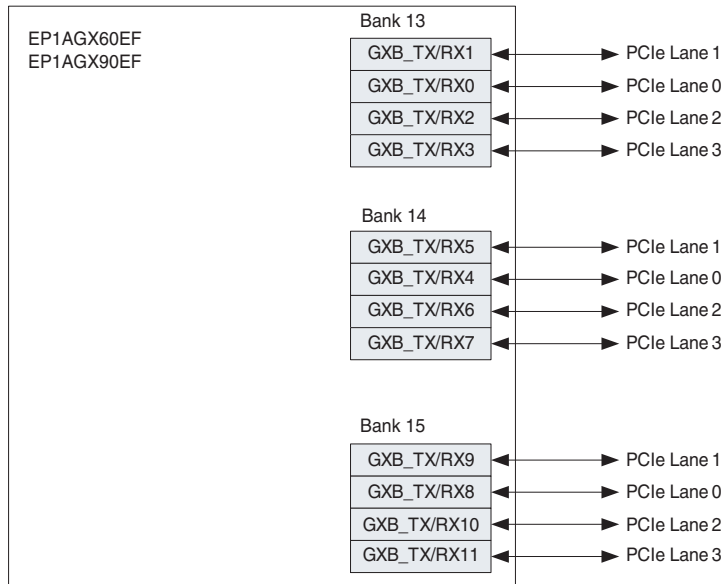 EP1AGX60EF
EP1AGX90EF
Bank 13
GXB_TX/RX1 PCIe Lane 1
GXB_TX/RX0 PCIe Lane 0
GXB_TX/RX2 PCIe Lane 2
GXB_TX/RX3 PCIe Lane 3
Bank 14
GXB_TX/RX5 PCIe Lane 1
GXB_TX/RX4 PCIe Lane 0
GXB_TX/RX6 PCIe Lane 2
GXB_TX/RX7 PCIe Lane 3
Bank 15
GXB_TX/RX9 PCIe Lane 1
GXB_TX/RX8 PCIe Lane 0
GXB_TX/RX10 PCIe Lane 2
GXB_TX/RX11 PCIe Lane 3